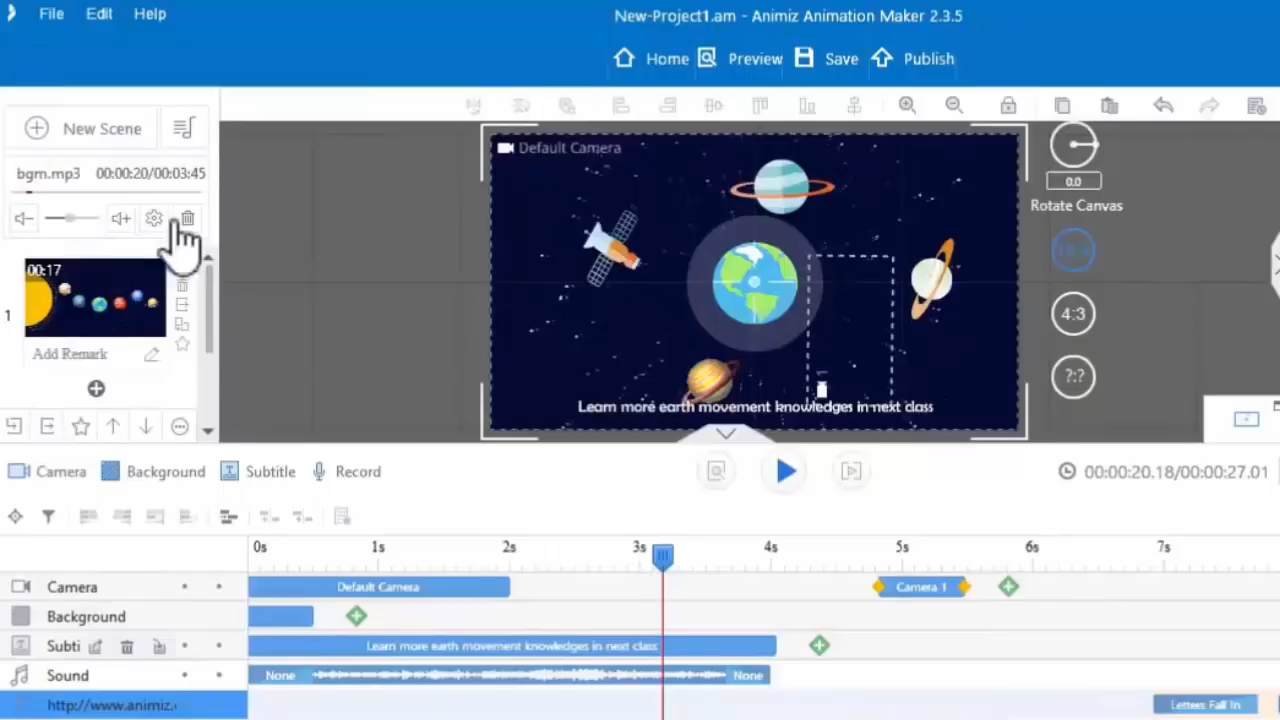 File Edit Help
New-Project1.am - Animiz Animation Maker 2.3.5
Home Preview Save Publish
New Scene
bgm.mp3 00:00:20/00:03:45
Default Camera
0.0
Rotate Canvas
00:17
4:3
?:?
1
Add Remark
Learn more earth movement knowledges in next class
Camera Background Subtitle Record
00:00:20.18/00:00:27.01
0s 1s 2s 3s 4s 5s 6s 7s
Camera Default Camera Camera 1
Background
Subti Learn more earth movement knowledges in next class
Sound None None
http://www.animiz. Letters Fall In